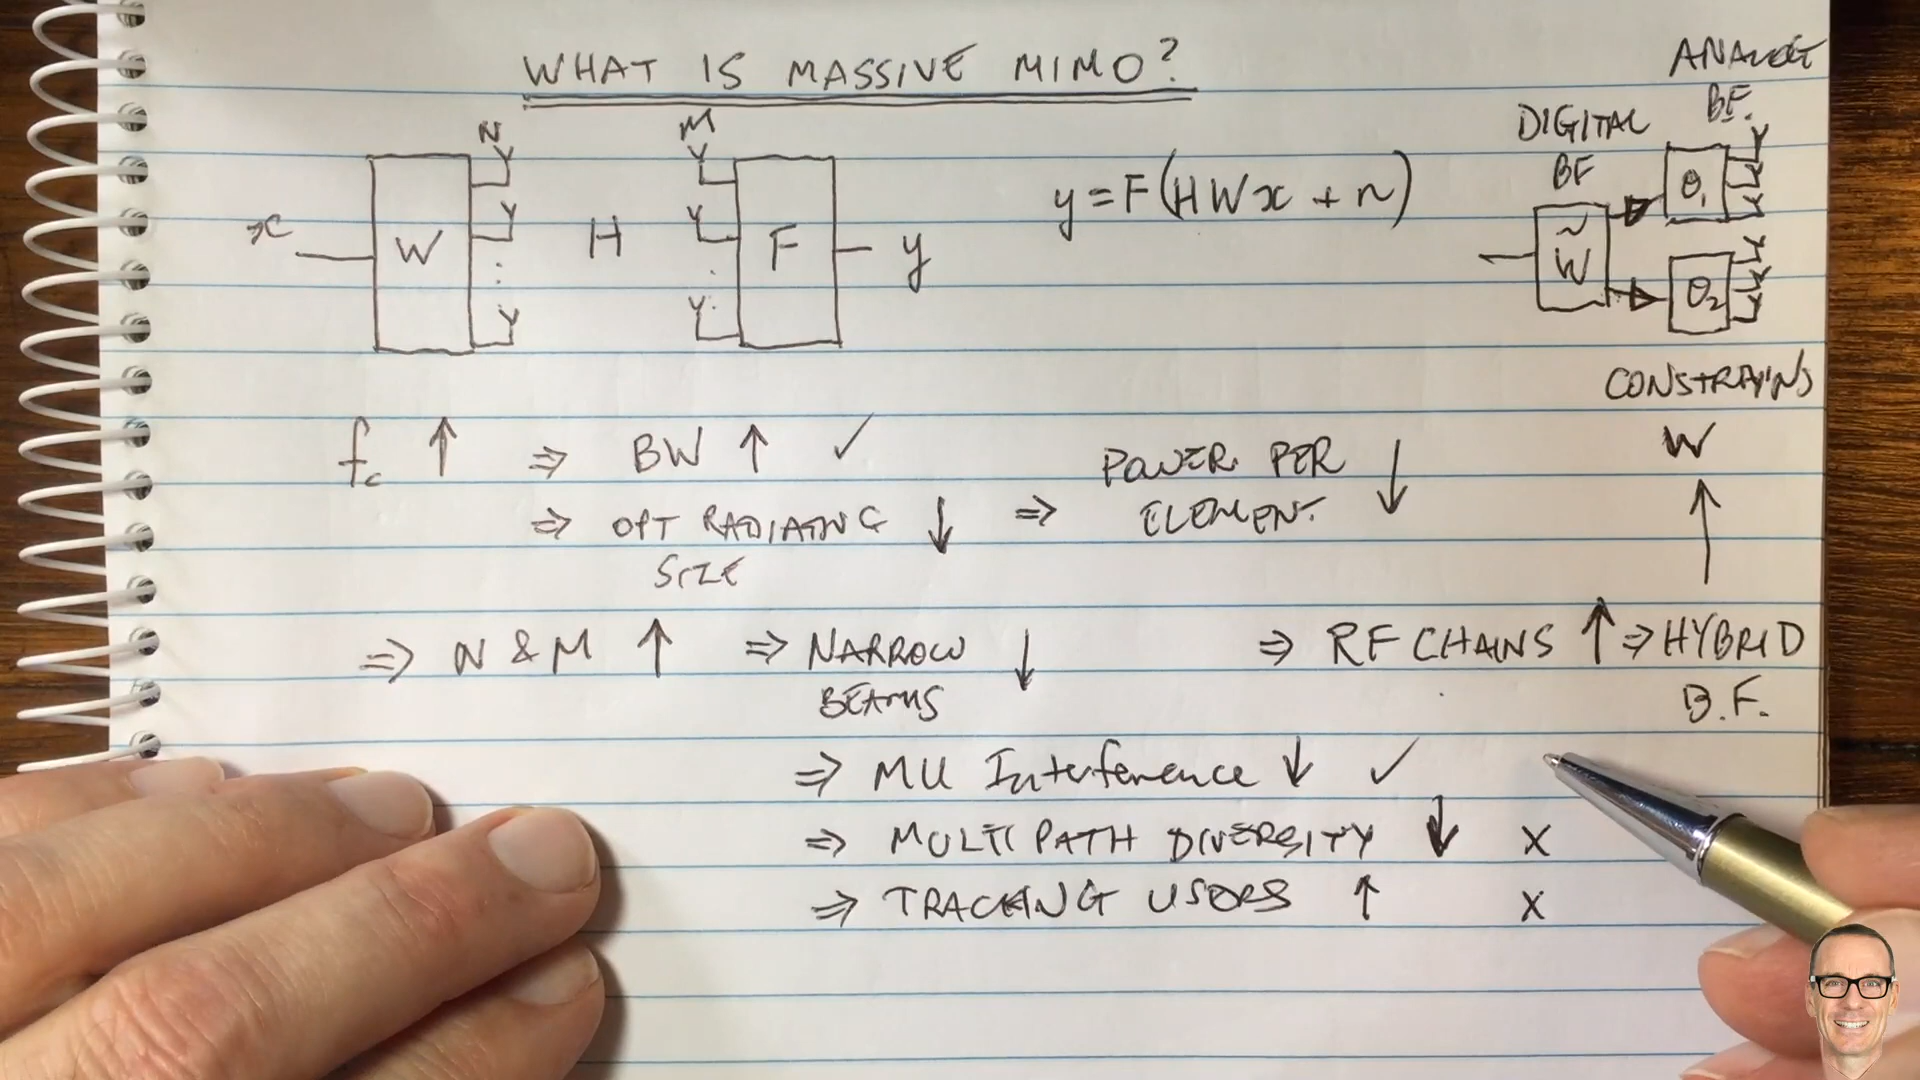 WHAT IS MASSIVE MIMO?
ANALOG
BF.
DIGITAL
BF
N
M
x
W
H
F
y
y = F(HWx + n)
W̃
θ₁
θ₂
CONSTRAINS
W
↑
f_c ↑ ⇒ BW ↑ ✓
⇒ OPT RADIATING ↓ ⇒ POWER PER ↓
SIZE
ELEMENT.
⇒ N & M ↑ ⇒ NARROW ↓ ⇒ RF CHAINS ↑ ⇒ HYBRID
BEAMS
B.F.
⇒ MU Interference ↓ ✓
⇒ MULTIPATH DIVERSITY ↓ X
⇒ TRACKING USERS ↑ X